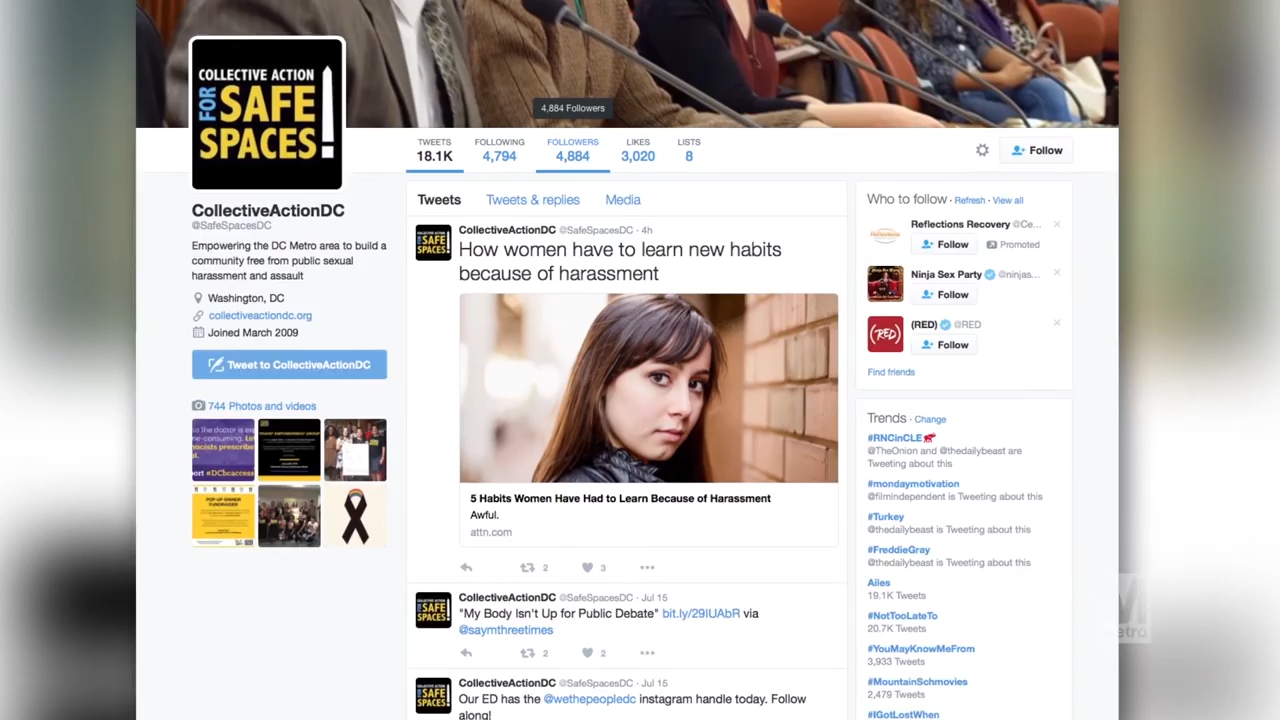 COLLECTIVE ACTION
FOR
SAFE
SPACES!
4,884 Followers
TWEETS
18.1K
FOLLOWING
4,794
FOLLOWERS
4,884
LIKES
3,020
LISTS
8
Follow
CollectiveActionDC
@SafeSpacesDC
Empowering the DC Metro area to build a
community free from public sexual
harassment and assault
Washington, DC
collectiveactiondc.org
Joined March 2009
Tweet to CollectiveActionDC
744 Photos and videos
POP-UP DINNER
FUNDRAISER
Tweets
Tweets & replies
Media
CollectiveActionDC @SafeSpacesDC · 4h
How women have to learn new habits
because of harassment
5 Habits Women Have Had to Learn Because of Harassment
Awful.
attn.com
2
3
CollectiveActionDC @SafeSpacesDC · Jul 15
"My Body Isn't Up for Public Debate" bit.ly/29IUAbR via
@saymthreetimes
2
2
CollectiveActionDC @SafeSpacesDC · Jul 15
Our ED has the @wethepeopledc instagram handle today. Follow
along!
Who to follow · Refresh · View all
Reflections Recovery @Ce...
Follow
Promoted
Ninja Sex Party @ninjas...
Follow
(RED)
(RED) @RED
Follow
Find friends
Trends · Change
#RNCinCLE
@TheOnion and @thedailybeast are
Tweeting about this
#mondaymotivation
@filmindependent is Tweeting about this
#Turkey
@thedailybeast is Tweeting about this
#FreddieGray
@thedailybeast is Tweeting about this
Ailes
19.1K Tweets
#NotTooLateTo
20.7K Tweets
#YouMayKnowMeFrom
3,933 Tweets
#MountainSchmovies
2,479 Tweets
#IGotLostWhen